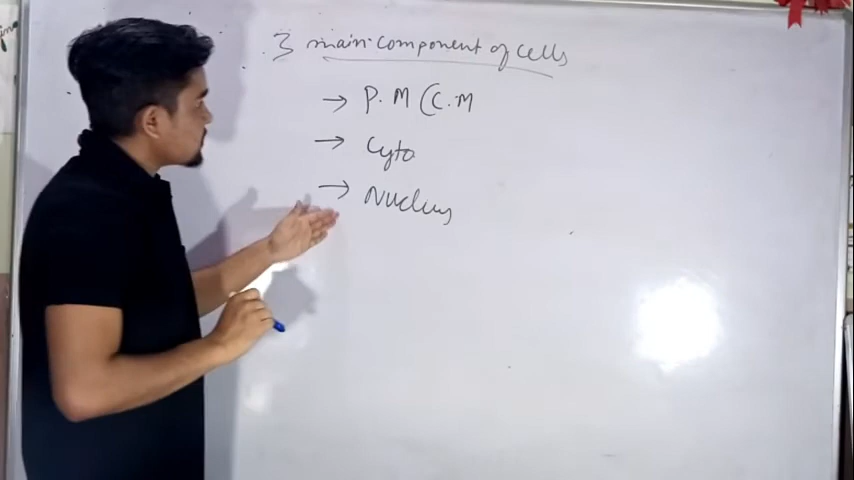 3 main component of cells
→ P.M (C.M
→ Cyto
→ Nucleus